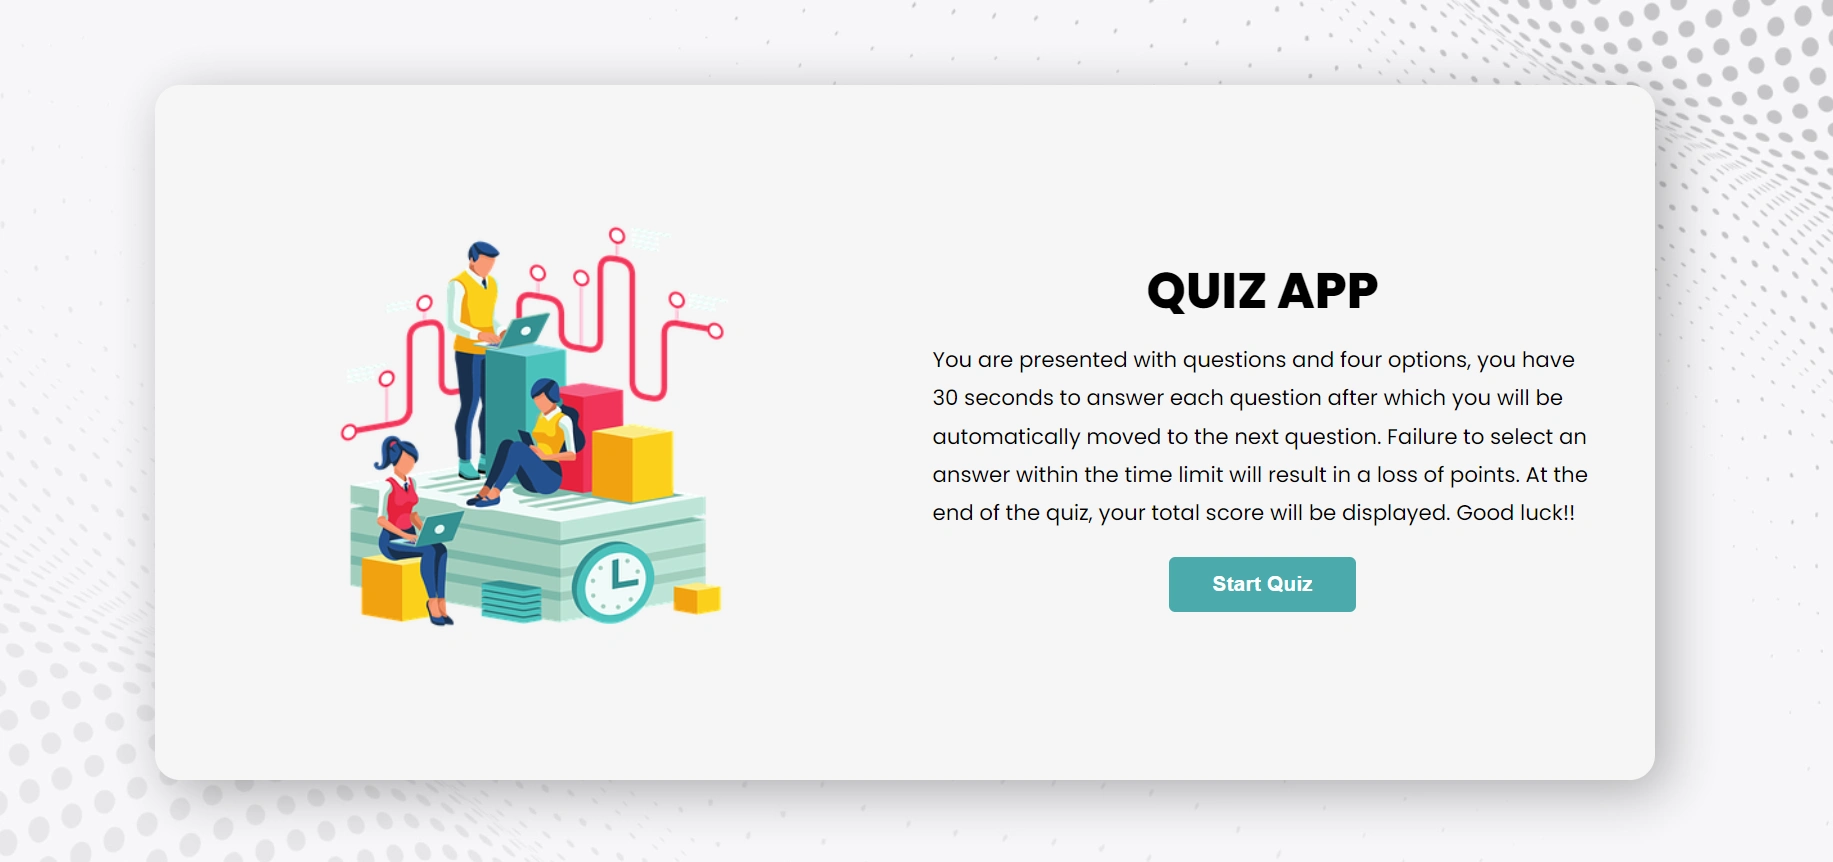 QUIZ APP
You are presented with questions and four options, you have
30 seconds to answer each question after which you will be
automatically moved to the next question. Failure to select an
answer within the time limit will result in a loss of points. At the
end of the quiz, your total score will be displayed. Good luck!!
Start Quiz